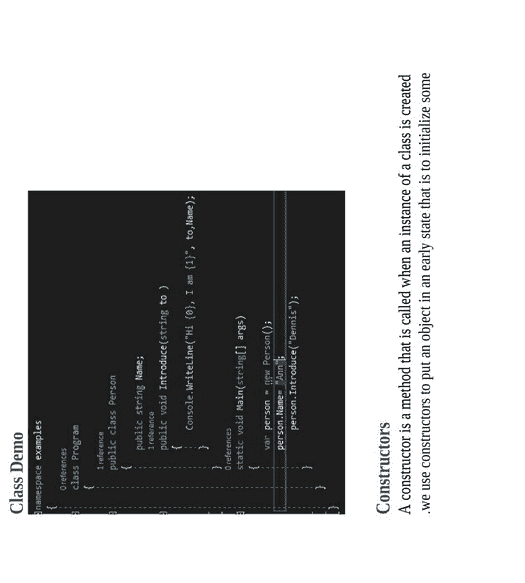 Class Demo
namespace examples
{
0 references
class Program
{
1 reference
public class Person
{
public string Name;
1 reference
public void Introduce(string to )
{
Console.WriteLine("Hi {0}, I am {1}", to,Name);
}
}
0 references
static void Main(string[] args)
{
var person = new Person();
person.Name= "Ann";
person.Introduce("Dennis");
}
}
}
Constructors
A constructor is a method that is called when an instance of a class is created
.we use constructors to put an object in an early state that is to initialize some